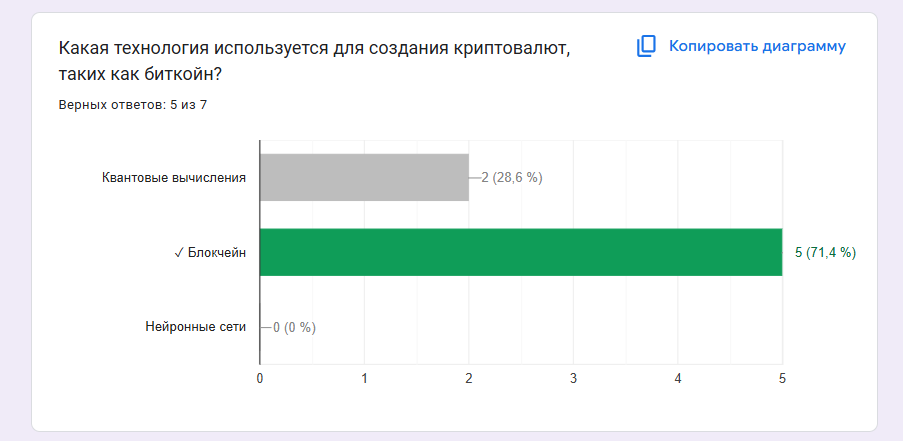 Какая технология используется для создания криптовалют,
таких как биткойн?
Копировать диаграмму
Верных ответов: 5 из 7
Квантовые вычисления
2 (28,6 %)
✓ Блокчейн
5 (71,4 %)
Нейронные сети
0 (0 %)
0 1 2 3 4 5